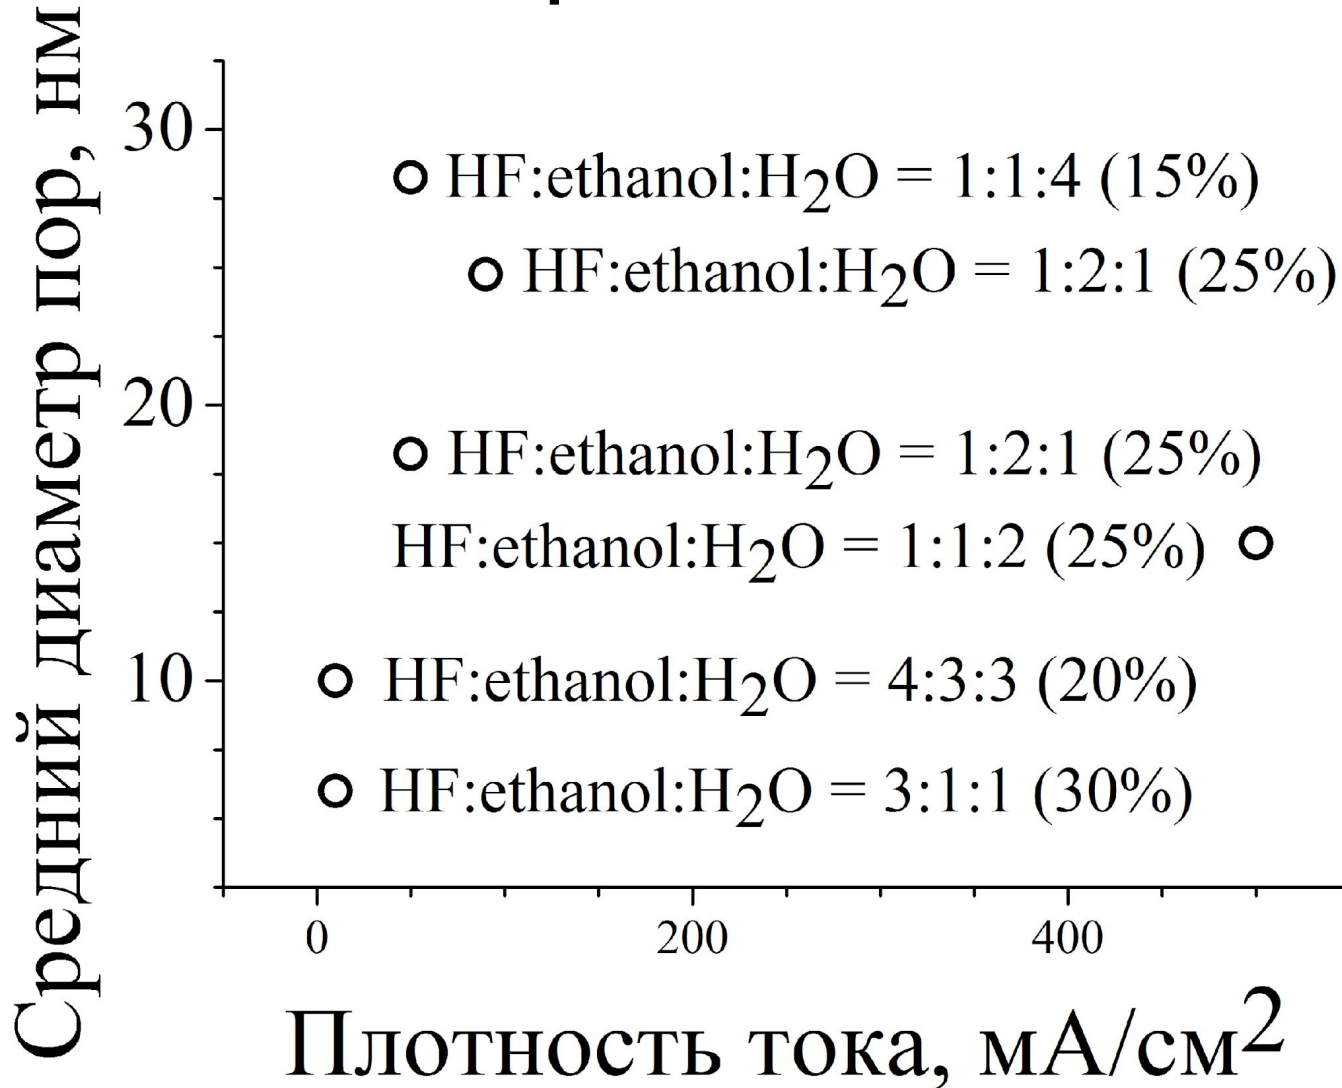 Средний диаметр пор, нм
30
HF:ethanol:H₂O = 1:1:4 (15%)
HF:ethanol:H₂O = 1:2:1 (25%)
20
HF:ethanol:H₂O = 1:2:1 (25%)
HF:ethanol:H₂O = 1:1:2 (25%)
10
HF:ethanol:H₂O = 4:3:3 (20%)
HF:ethanol:H₂O = 3:1:1 (30%)
0 200 400
Плотность тока, мА/см²